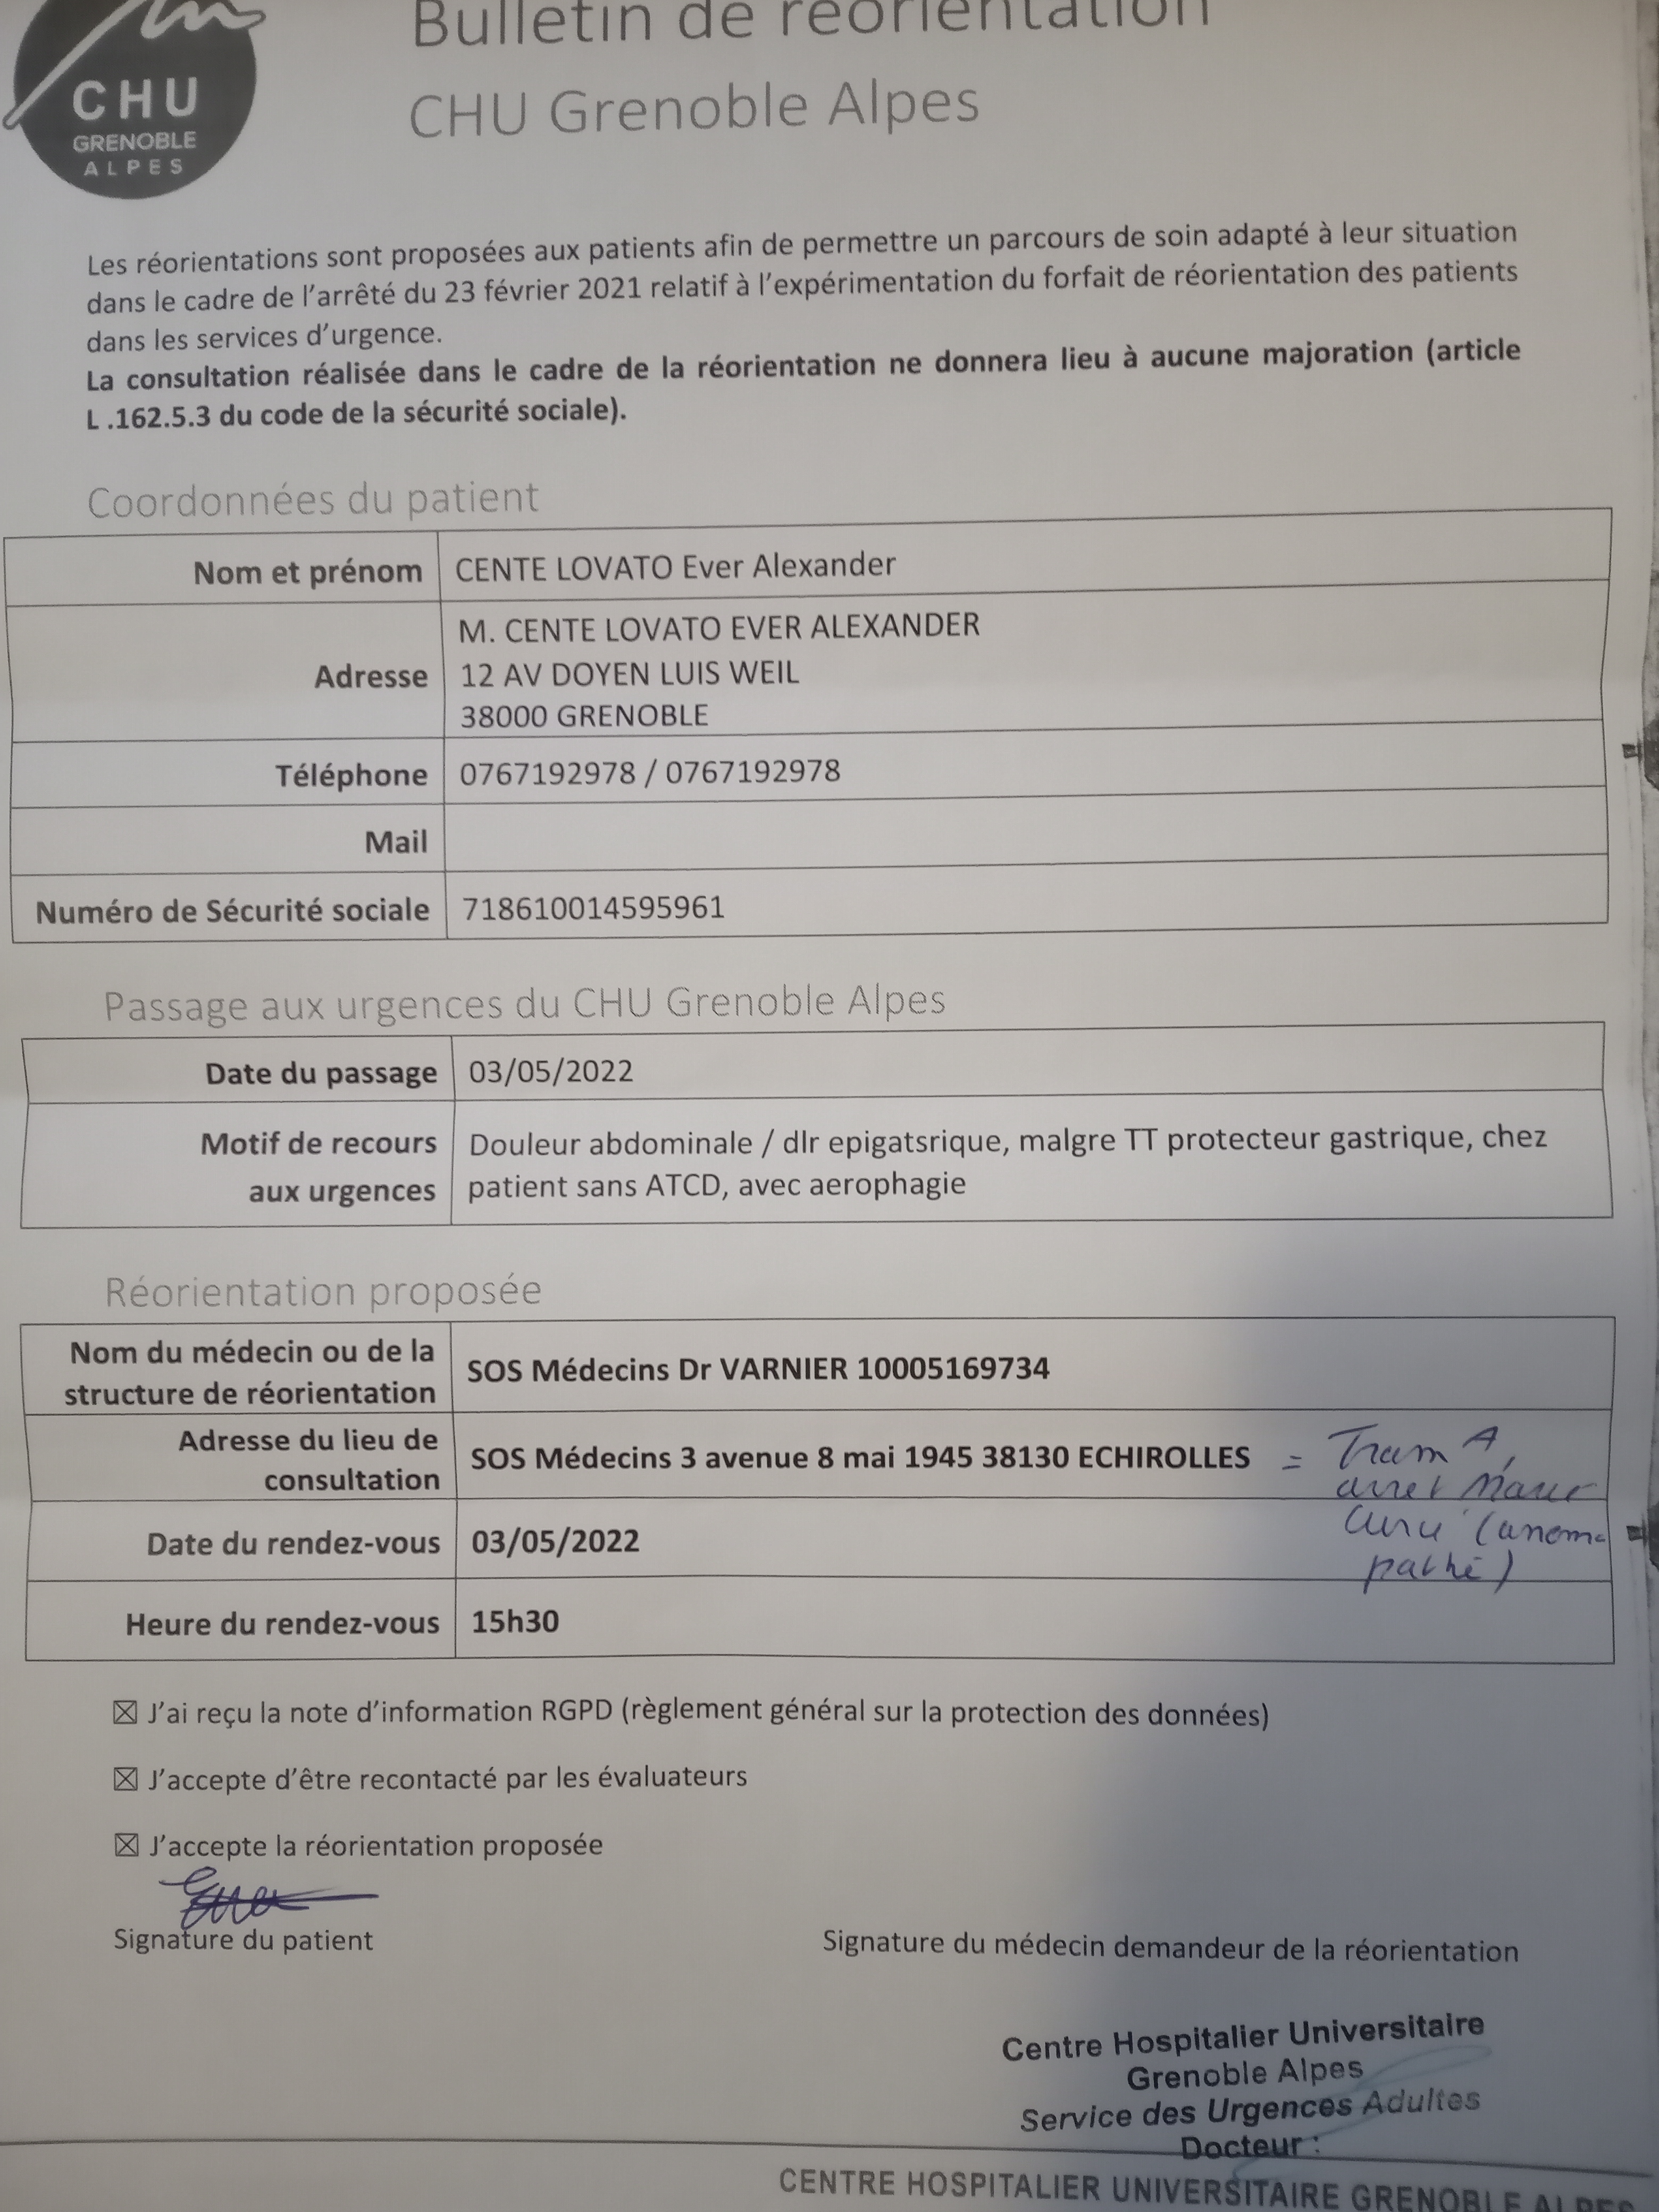 Bulletin de réorientation
CHU Grenoble Alpes
CHU
GRENOBLE
ALPES
Les réorientations sont proposées aux patients afin de permettre un parcours de soin adapté à leur situation
dans le cadre de l'arrêté du 23 février 2021 relatif à l'expérimentation du forfait de réorientation des patients
dans les services d'urgence.
La consultation réalisée dans le cadre de la réorientation ne donnera lieu à aucune majoration (article
L .162.5.3 du code de la sécurité sociale).
Coordonnées du patient
Nom et prénom CENTE LOVATO Ever Alexander
M. CENTE LOVATO EVER ALEXANDER
Adresse 12 AV DOYEN LUIS WEIL
38000 GRENOBLE
Téléphone 0767192978 / 0767192978
Mail
Numéro de Sécurité sociale 718610014595961
Passage aux urgences du CHU Grenoble Alpes
Date du passage 03/05/2022
Motif de recours aux urgences
Douleur abdominale / dlr epigatsrique, malgre TT protecteur gastrique, chez
patient sans ATCD, avec aerophagie
Réorientation proposée
Nom du médecin ou de la
structure de réorientation
SOS Médecins Dr VARNIER 10005169734
Adresse du lieu de
consultation
SOS Médecins 3 avenue 8 mai 1945 38130 ECHIROLLES
= Tram A,
arret
pathé)
Date du rendez-vous 03/05/2022
Heure du rendez-vous 15h30
☒ J'ai reçu la note d'information RGPD (règlement général sur la protection des données)
☒ J'accepte d'être recontacté par les évaluateurs
☒ J'accepte la réorientation proposée
Signature du patient
Signature du médecin demandeur de la réorientation
Centre Hospitalier Universitaire
Grenoble Alpes
Service des Urgences Adultes
Docteur :
CENTRE HOSPITALIER UNIVERSITAIRE GRENOBLE ALPES